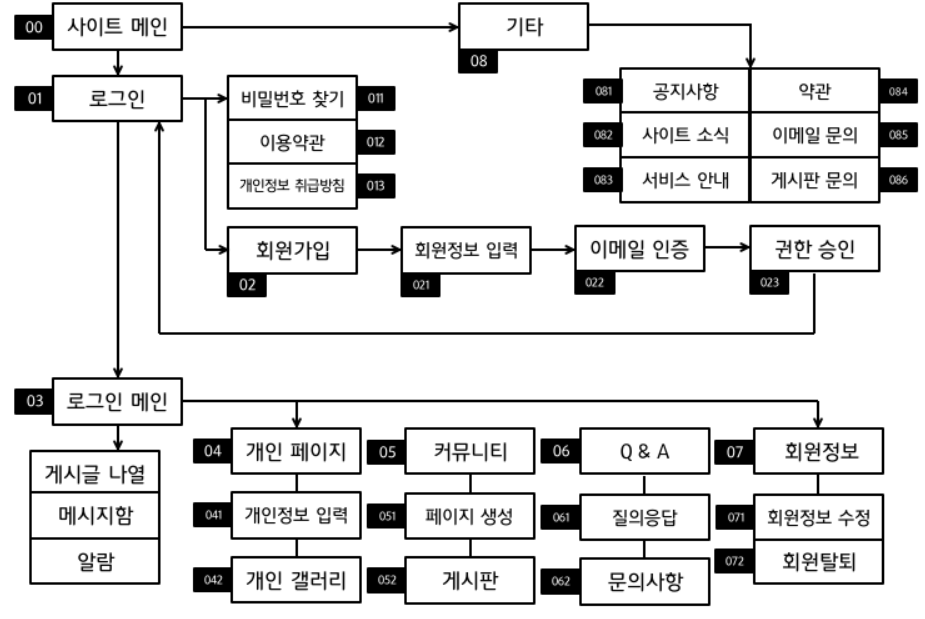 00 사이트 메인
기타
08
01 로그인
비밀번호 찾기 011
이용약관 012
개인정보 취급방침 013
081 공지사항 약관 084
082 사이트 소식 이메일 문의 085
083 서비스 안내 게시판 문의 086
회원가입
02
회원정보 입력
021
이메일 인증
022
권한 승인
023
03 로그인 메인
게시글 나열
메시지함
알람
04 개인 페이지
041 개인정보 입력
042 개인 갤러리
05 커뮤니티
051 페이지 생성
052 게시판
06 Q & A
061 질의응답
062 문의사항
07 회원정보
071 회원정보 수정
072 회원탈퇴